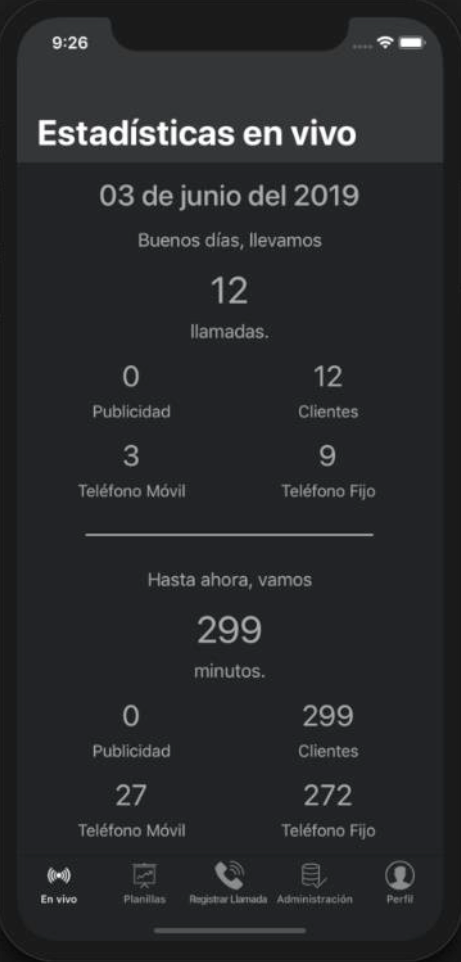 9:26
Estadísticas en vivo
03 de junio del 2019
Buenos días, llevamos
12
llamadas.
0 12
Publicidad Clientes
3 9
Teléfono Móvil Teléfono Fijo
Hasta ahora, vamos
299
minutos.
0 299
Publicidad Clientes
27 272
Teléfono Móvil Teléfono Fijo
En vivo Planillas Registrar Llamada Administración Perfil